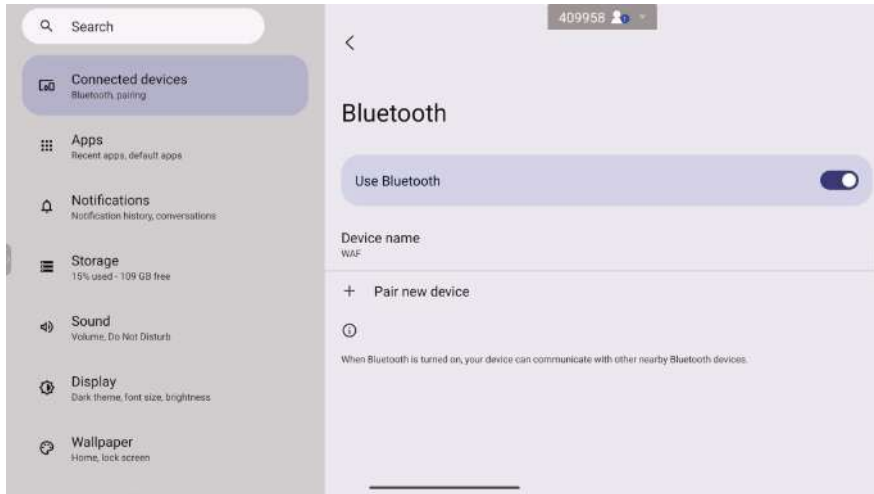 Search
Connected devices
Bluetooth, pairing
Apps
Recent apps, default apps
Notifications
Notification history, conversations
Storage
15% used - 109 GB free
Sound
Volume, Do Not Disturb
Display
Dark theme, font size, brightness
Wallpaper
Home, lock screen
409958
Bluetooth
Use Bluetooth
Device name
WAF
+ Pair new device
When Bluetooth is turned on, your device can communicate with other nearby Bluetooth devices.